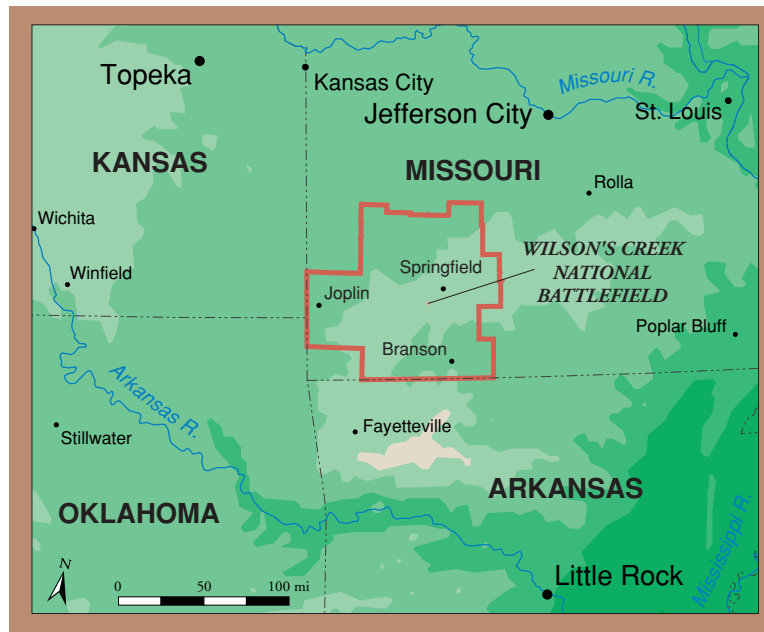 Topeka
Kansas City
Missouri R.
Jefferson City
St. Louis
KANSAS
MISSOURI
Rolla
Wichita
WILSON'S CREEK
NATIONAL
BATTLEFIELD
Springfield
Winfield
Joplin
Poplar Bluff
Branson
Arkansas R.
Fayetteville
Stillwater
ARKANSAS
OKLAHOMA
Mississippi R.
N
0 50 100 mi
Little Rock